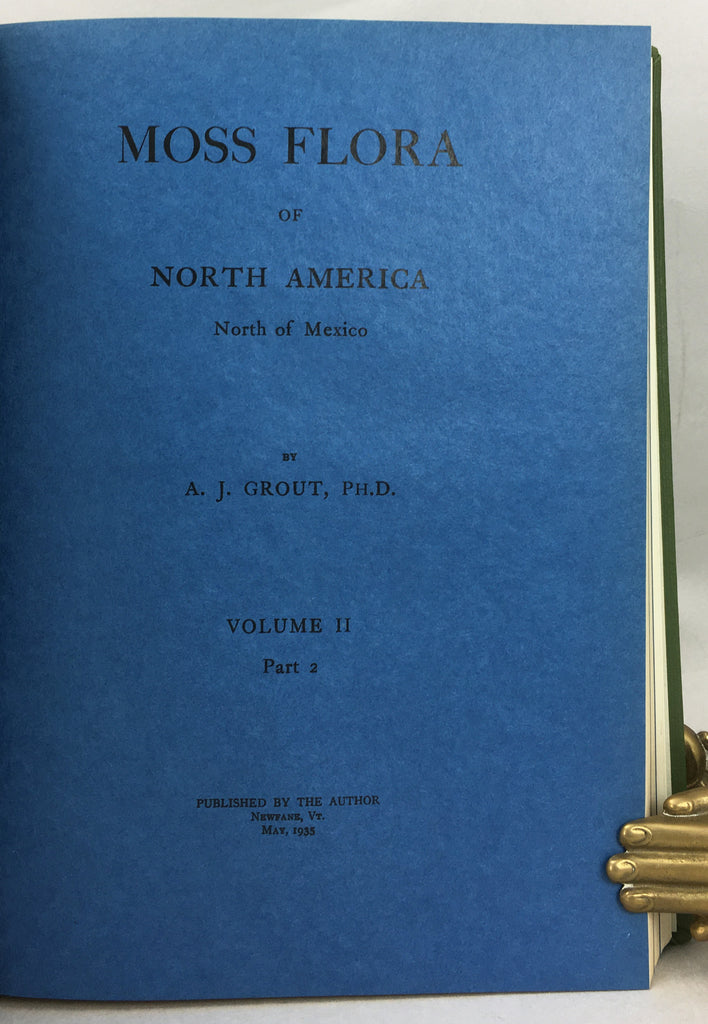 MOSS FLORA
OF
NORTH AMERICA
North of Mexico
BY
A. J. GROUT, PH.D.
VOLUME II
Part 2
PUBLISHED BY THE AUTHOR
NEWFANE, VT.
MAY, 1935